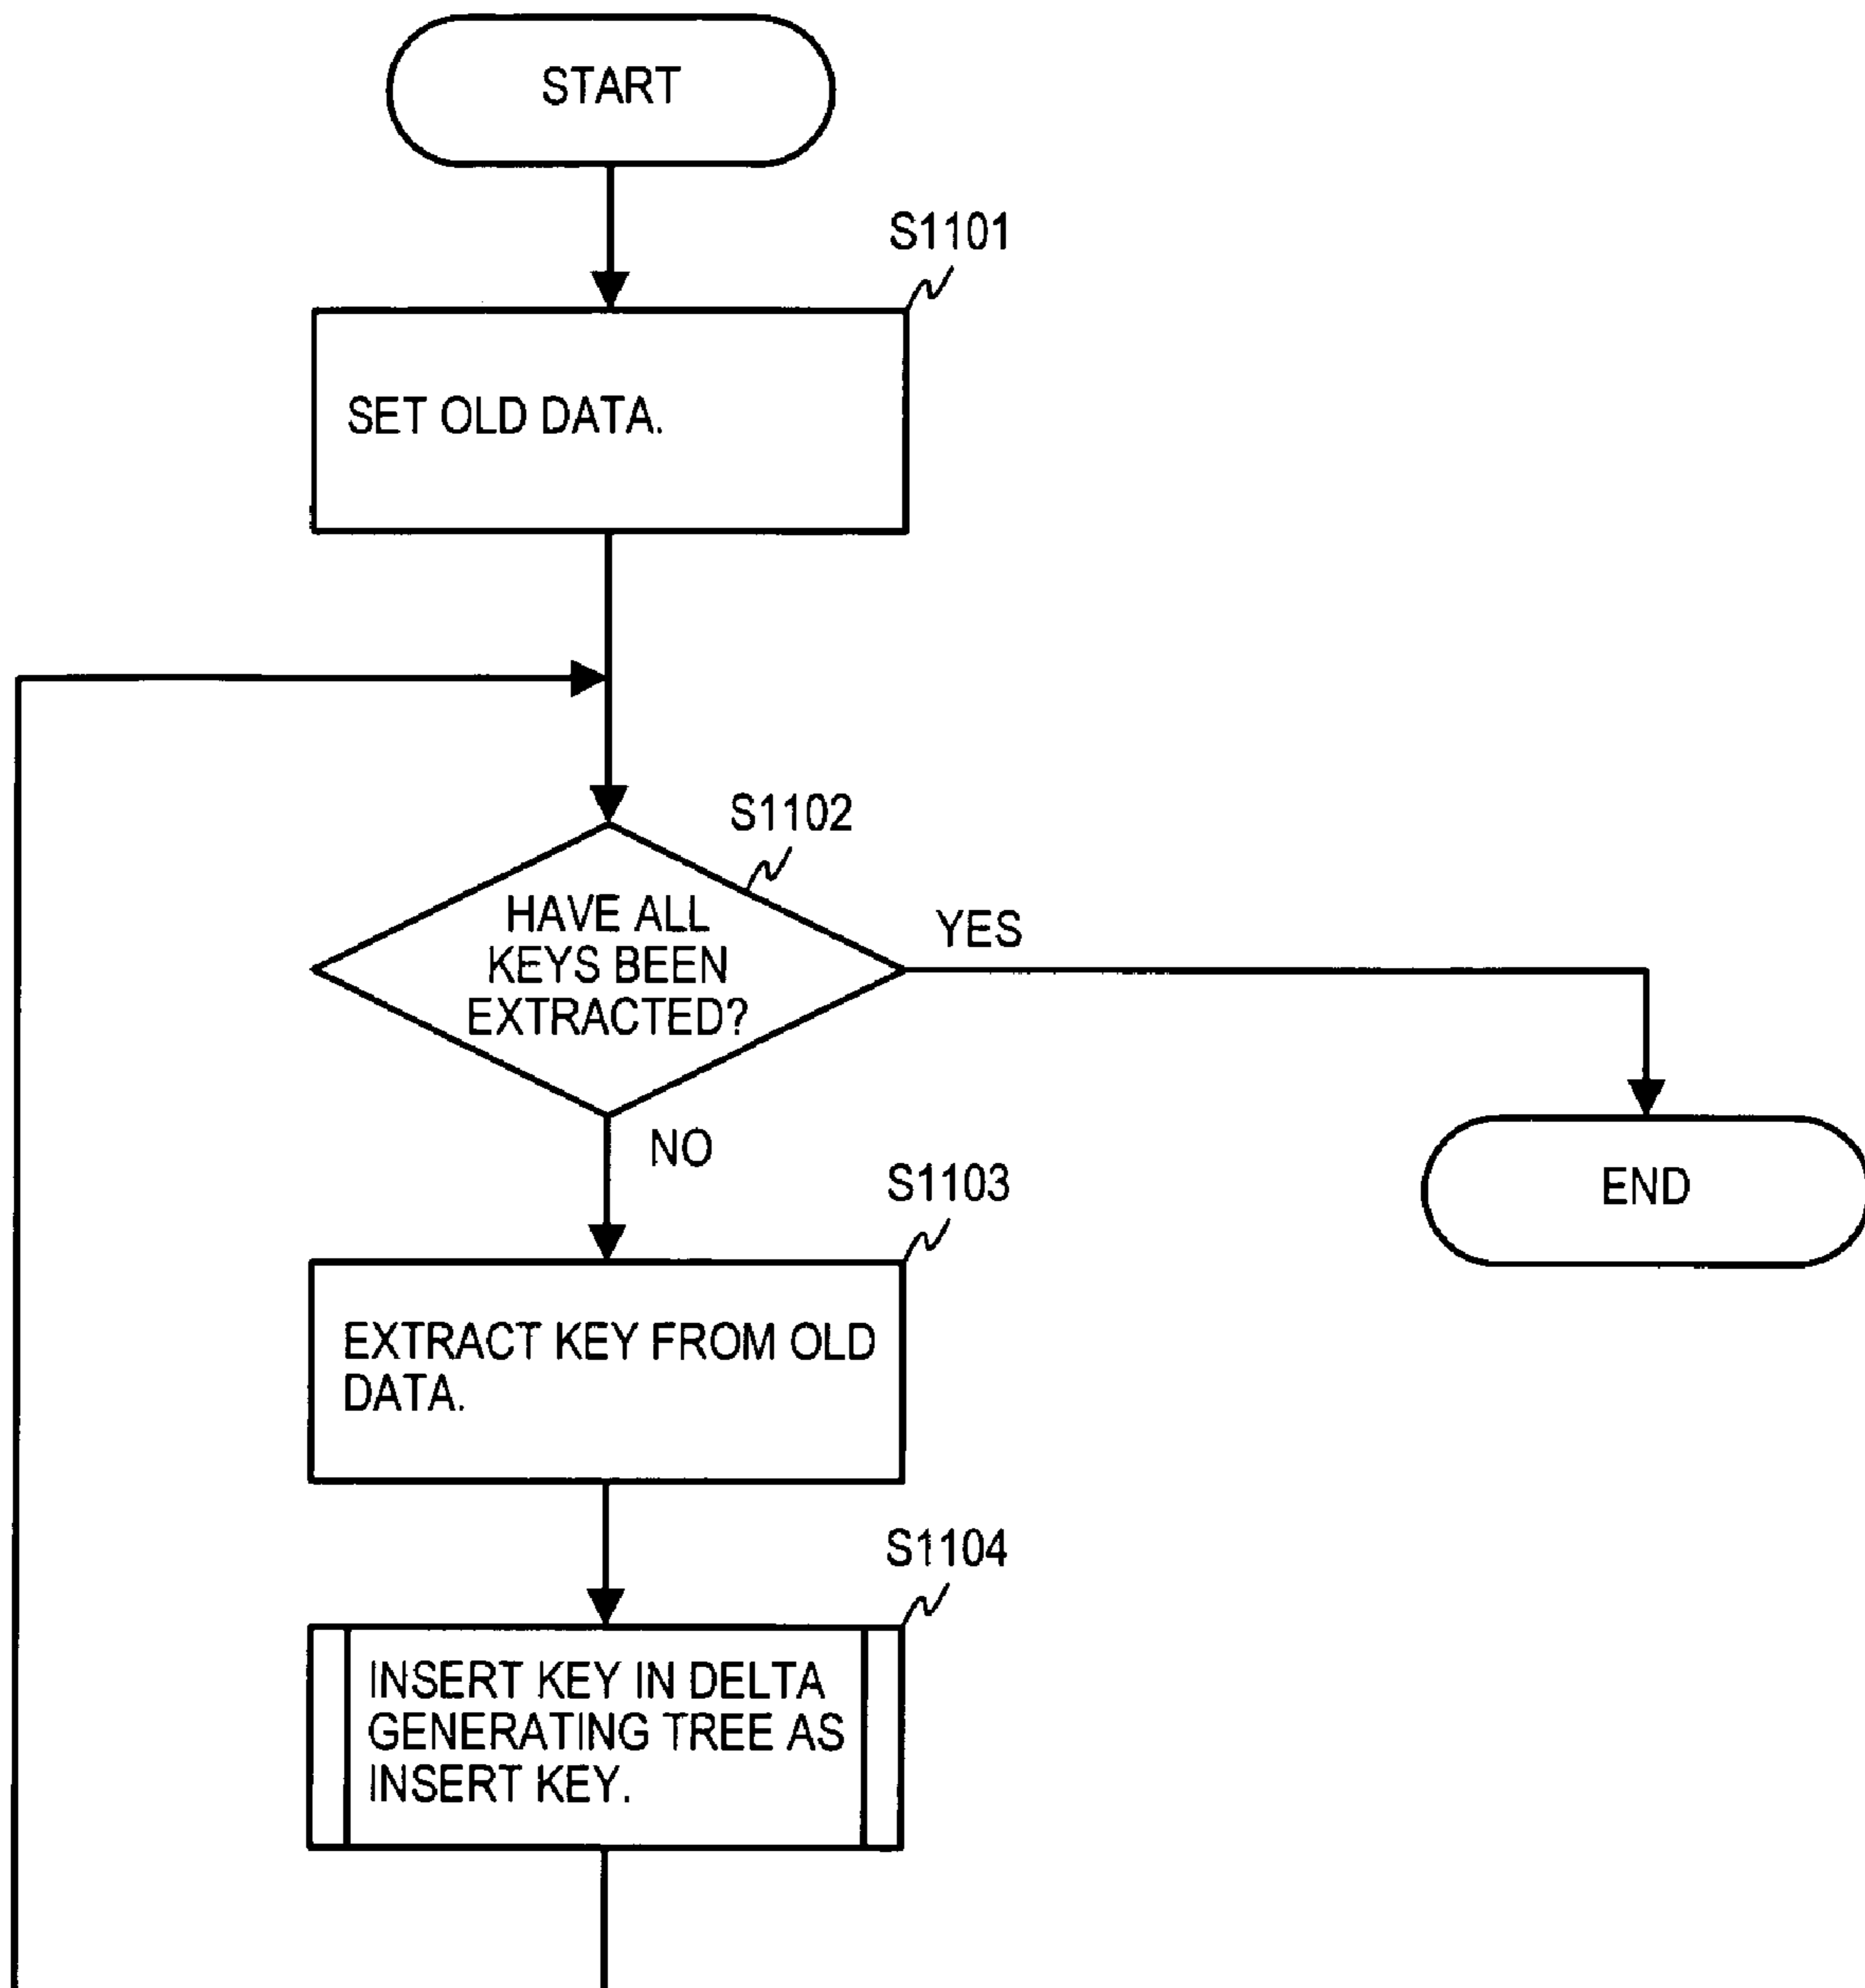 START
S1101
SET OLD DATA.
S1102
HAVE ALL
KEYS BEEN
EXTRACTED?
YES
NO
END
S1103
EXTRACT KEY FROM OLD
DATA.
S1104
INSERT KEY IN DELTA
GENERATING TREE AS
INSERT KEY.